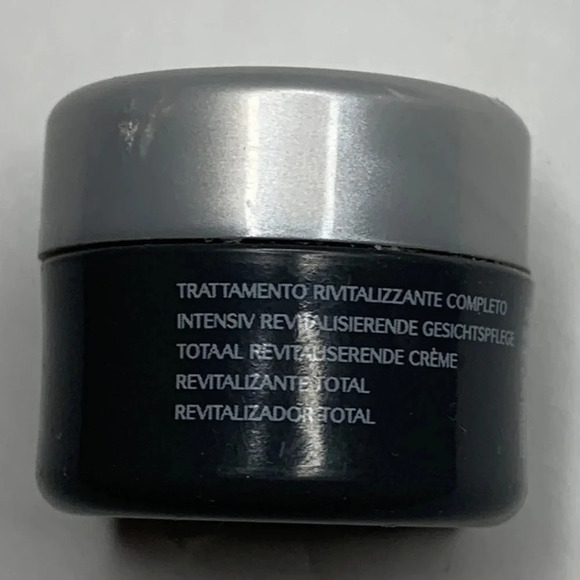 TRATTAMENTO RIVITALIZZANTE COMPLETO
INTENSIV REVITALISIERENDE GESICHTSPFLEGE
TOTAAL REVITALISERENDE CRÈME
REVITALIZANTE TOTAL
REVITALIZADOR TOTAL